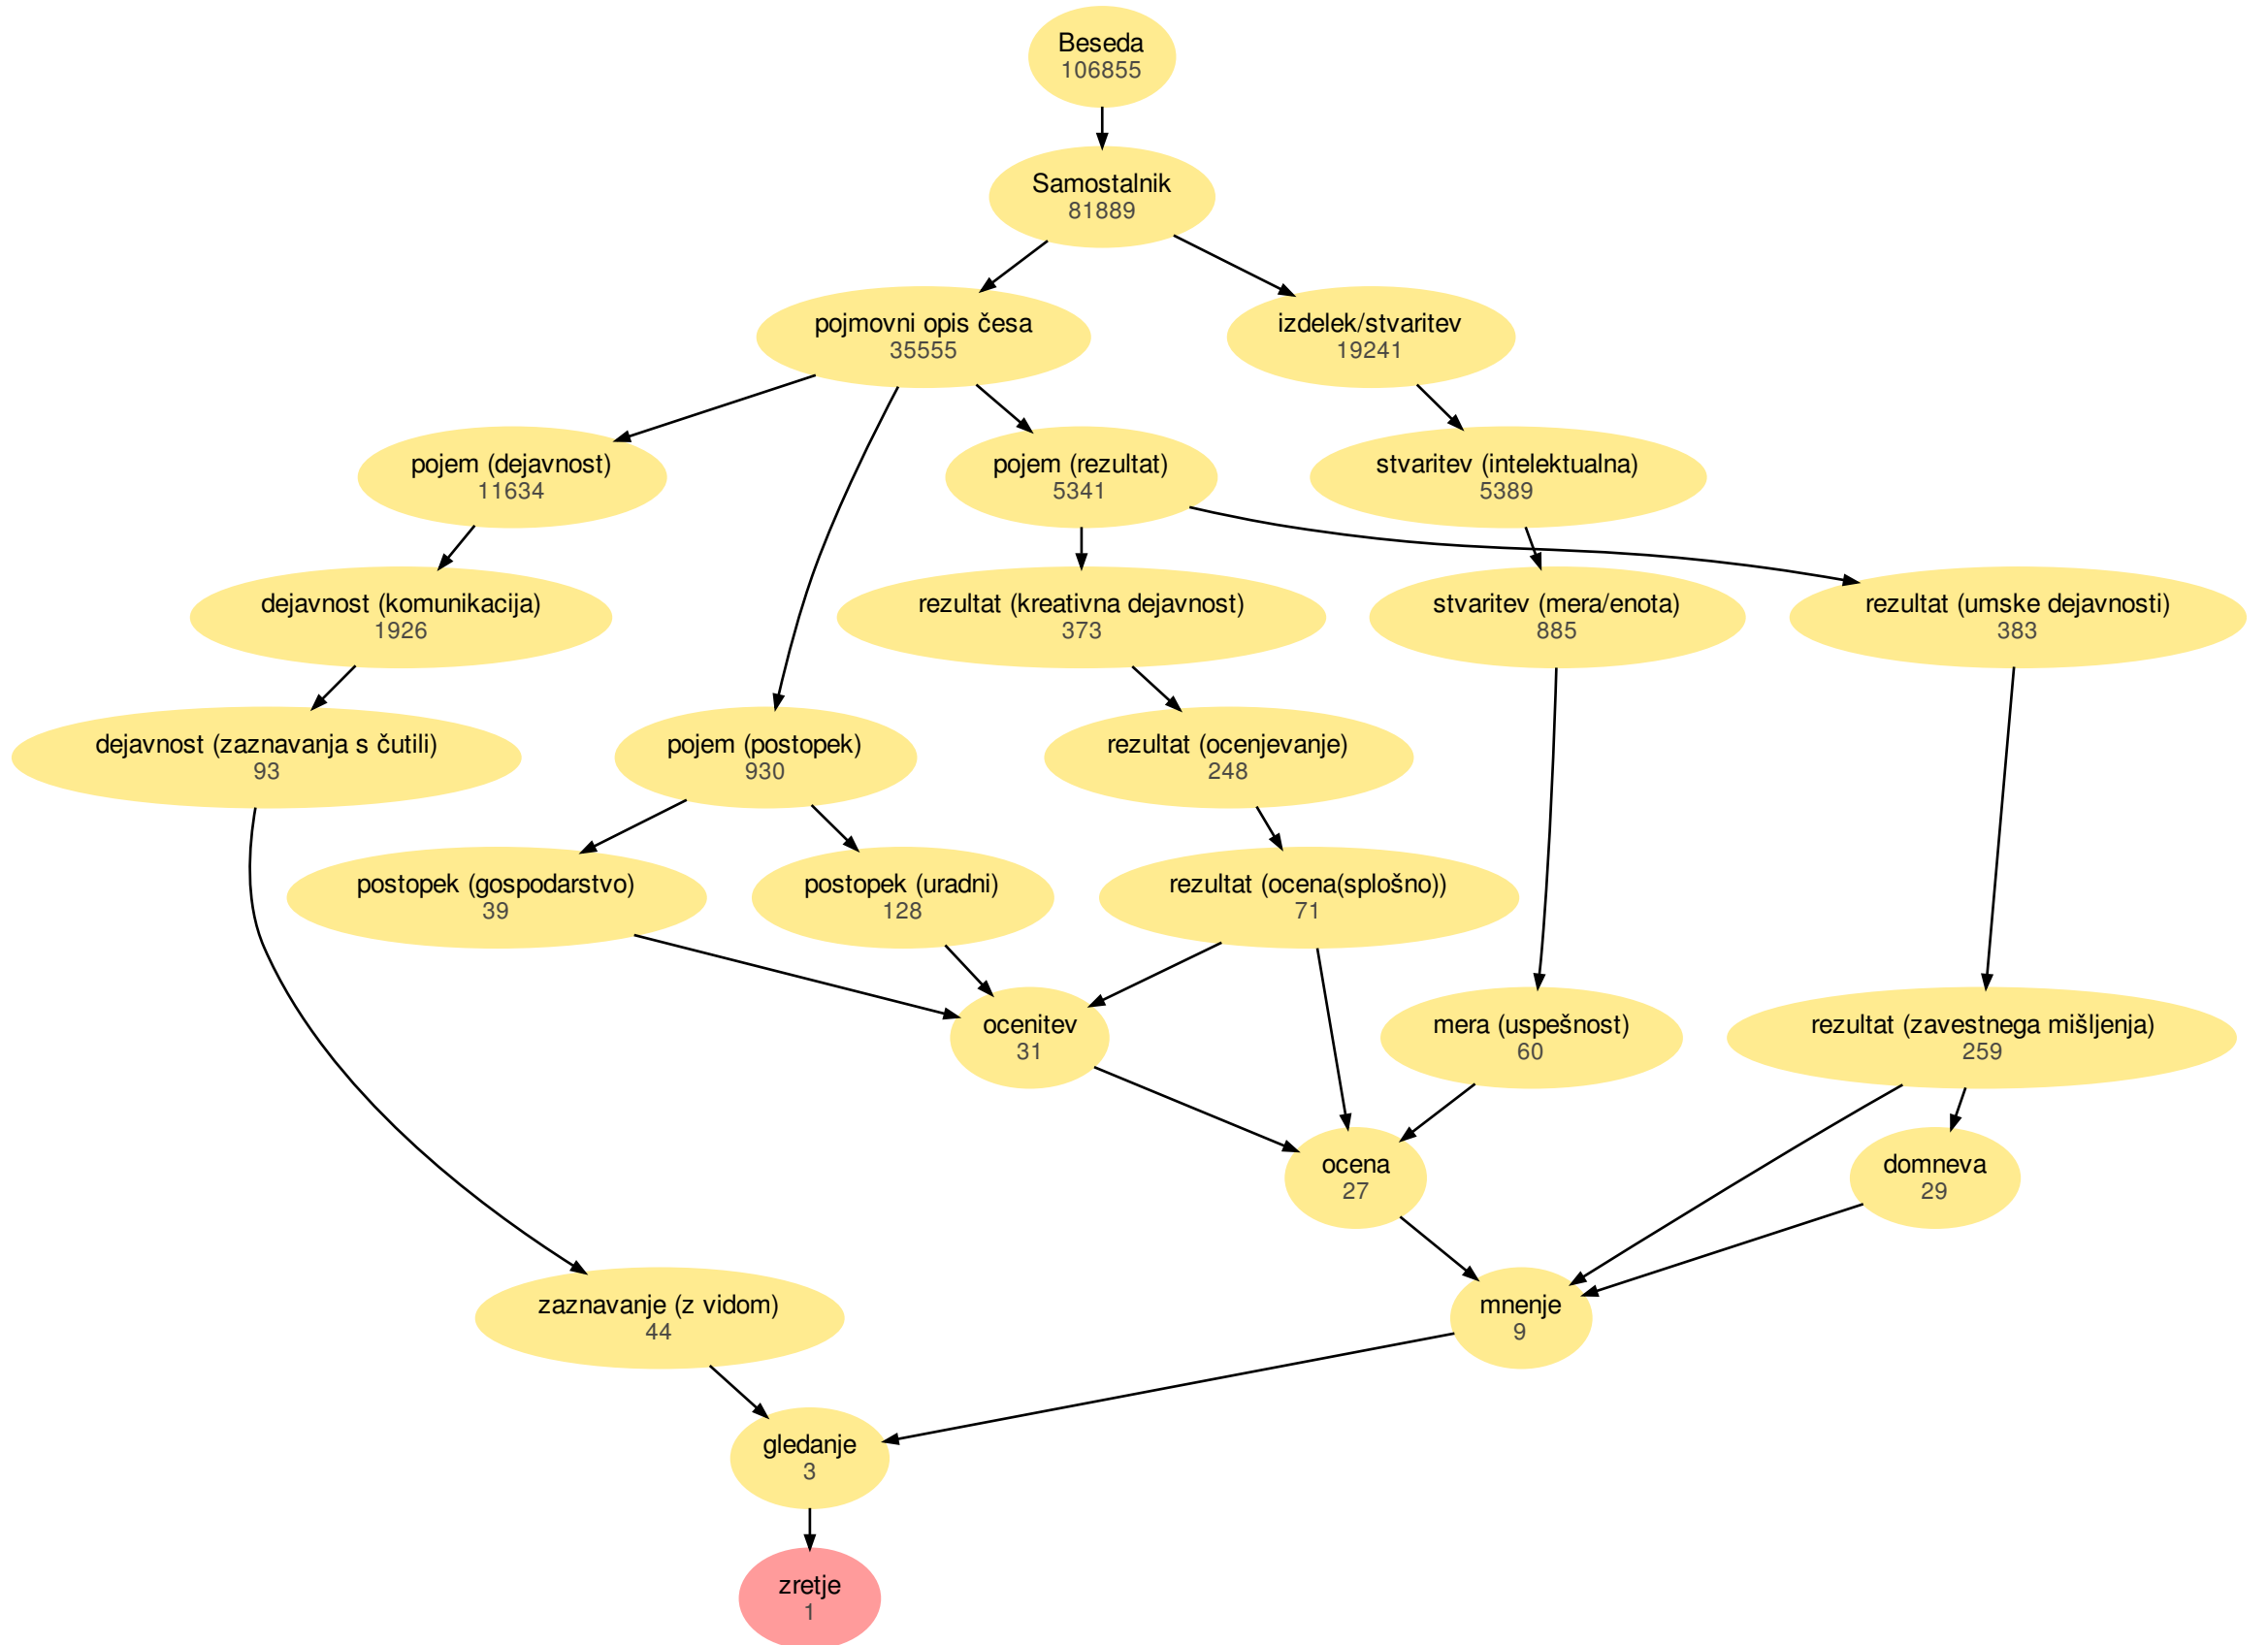 Beseda
106855
Samostalnik
81889
pojmovni opis česa
35555
izdelek/stvaritev
19241
pojem (dejavnost)
11634
pojem (rezultat)
5341
stvaritev (intelektualna)
5389
dejavnost (komunikacija)
1926
rezultat (kreativna dejavnost)
373
stvaritev (mera/enota)
885
rezultat (umske dejavnosti)
383
dejavnost (zaznavanja s čutili)
93
pojem (postopek)
930
rezultat (ocenjevanje)
248
postopek (gospodarstvo)
39
postopek (uradni)
128
rezultat (ocena(splošno))
71
ocenitev
31
mera (uspešnost)
60
rezultat (zavestnega mišljenja)
259
ocena
27
domneva
29
zaznavanje (z vidom)
44
mnenje
9
gledanje
3
zretje
1